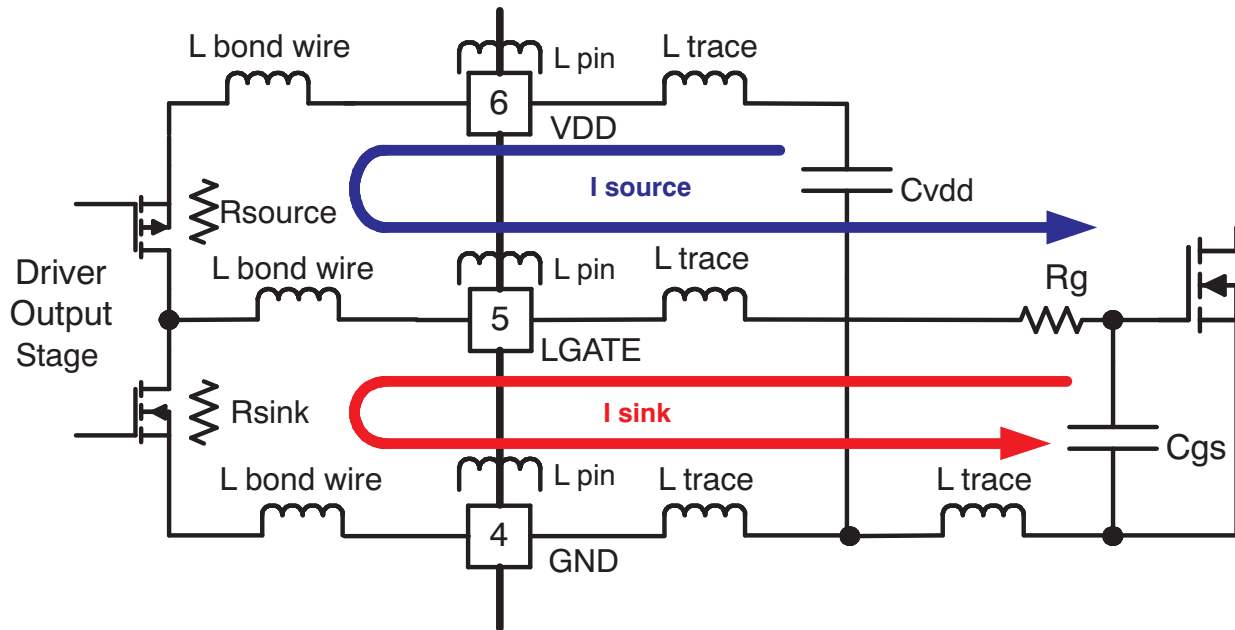 L bond wire
L pin
L trace
6
VDD
I source
Cvdd
Rsource
L bond wire
L pin
L trace
Rg
Driver
Output
Stage
5
LGATE
Rsink
I sink
Cgs
L bond wire
L pin
L trace
L trace
4
GND